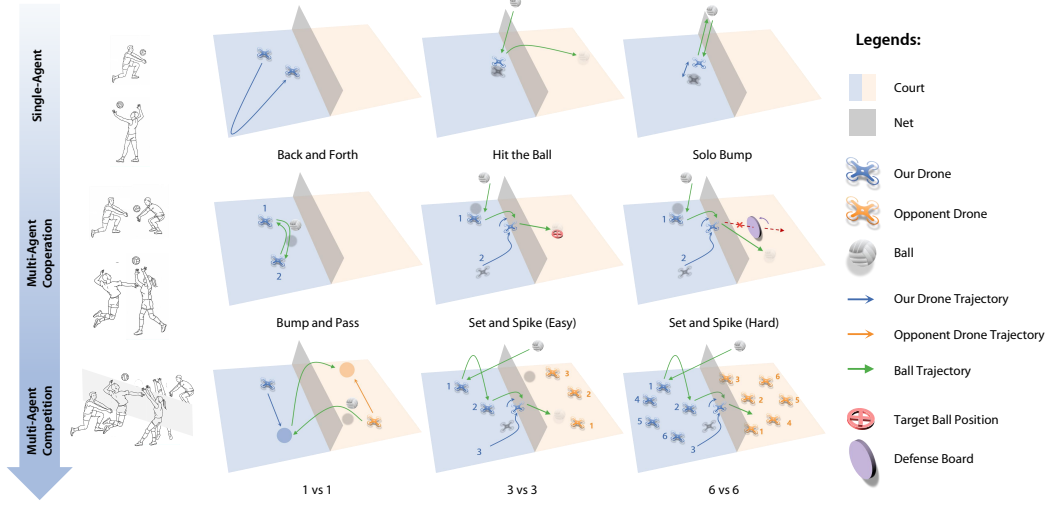 Single-Agent
Back and Forth
Hit the Ball
Solo Bump
Multi-Agent
Cooperation
1
2
1
2
1
2
Bump and Pass
Set and Spike (Easy)
Set and Spike (Hard)
Multi-Agent
Competition
1
2
3
3
2
1
1
4
2
5
6
3
3
6
2
5
4
1
1 vs 1
3 vs 3
6 vs 6
Legends:
Court
Net
Our Drone
Opponent Drone
Ball
Our Drone Trajectory
Opponent Drone Trajectory
Ball Trajectory
Target Ball Position
Defense Board